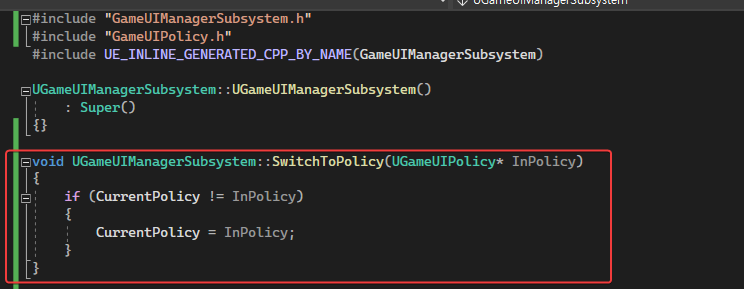 UGameUIManagerSubsystem
#include "GameUIManagerSubsystem.h"
#include "GameUIPolicy.h"
#include UE_INLINE_GENERATED_CPP_BY_NAME(GameUIManagerSubsystem)
UGameUIManagerSubsystem::UGameUIManagerSubsystem()
: Super()
{}
void UGameUIManagerSubsystem::SwitchToPolicy(UGameUIPolicy* InPolicy)
{
if (CurrentPolicy != InPolicy)
{
CurrentPolicy = InPolicy;
}
}